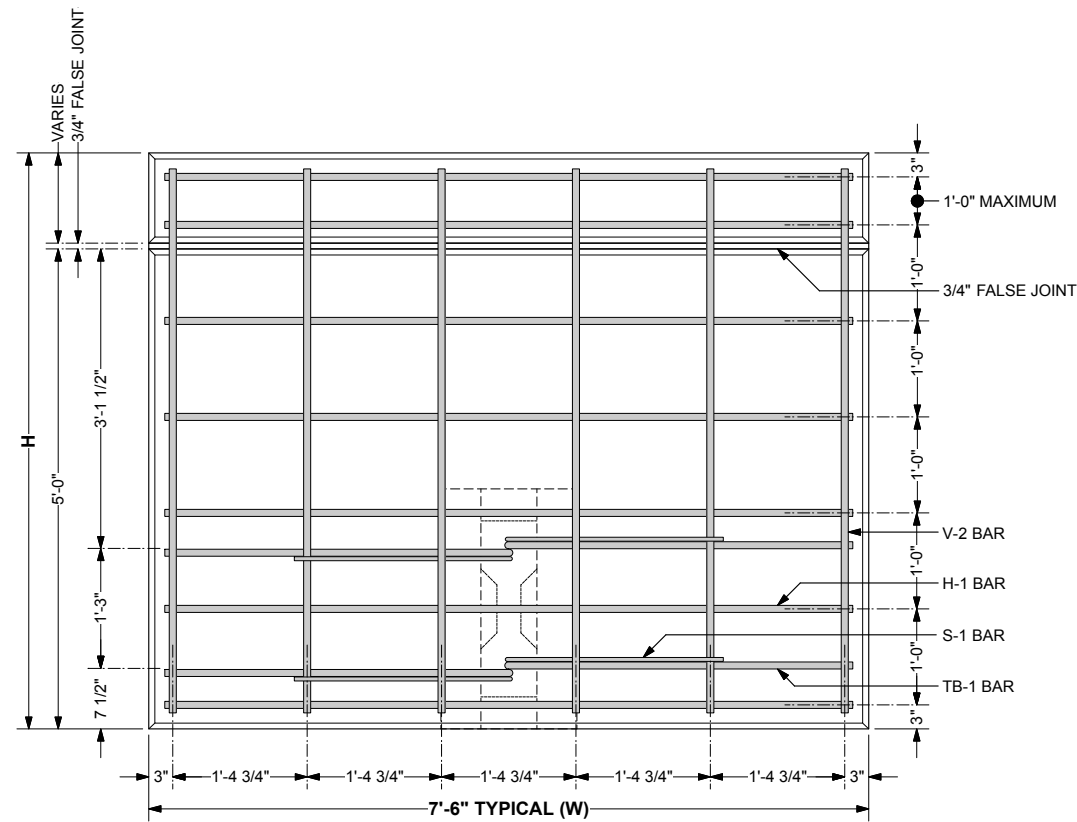 VARIES
3/4" FALSE JOINT
3"
1'-0" MAXIMUM
1'-0"
3/4" FALSE JOINT
1'-0"
3'-1 1/2"
1'-0"
H
5'-0"
V-2 BAR
1'-0"
H-1 BAR
1'-3"
S-1 BAR
1'-0"
TB-1 BAR
7 1/2"
3"
3" 1'-4 3/4" 1'-4 3/4" 1'-4 3/4" 1'-4 3/4" 1'-4 3/4" 3"
7'-6" TYPICAL (W)